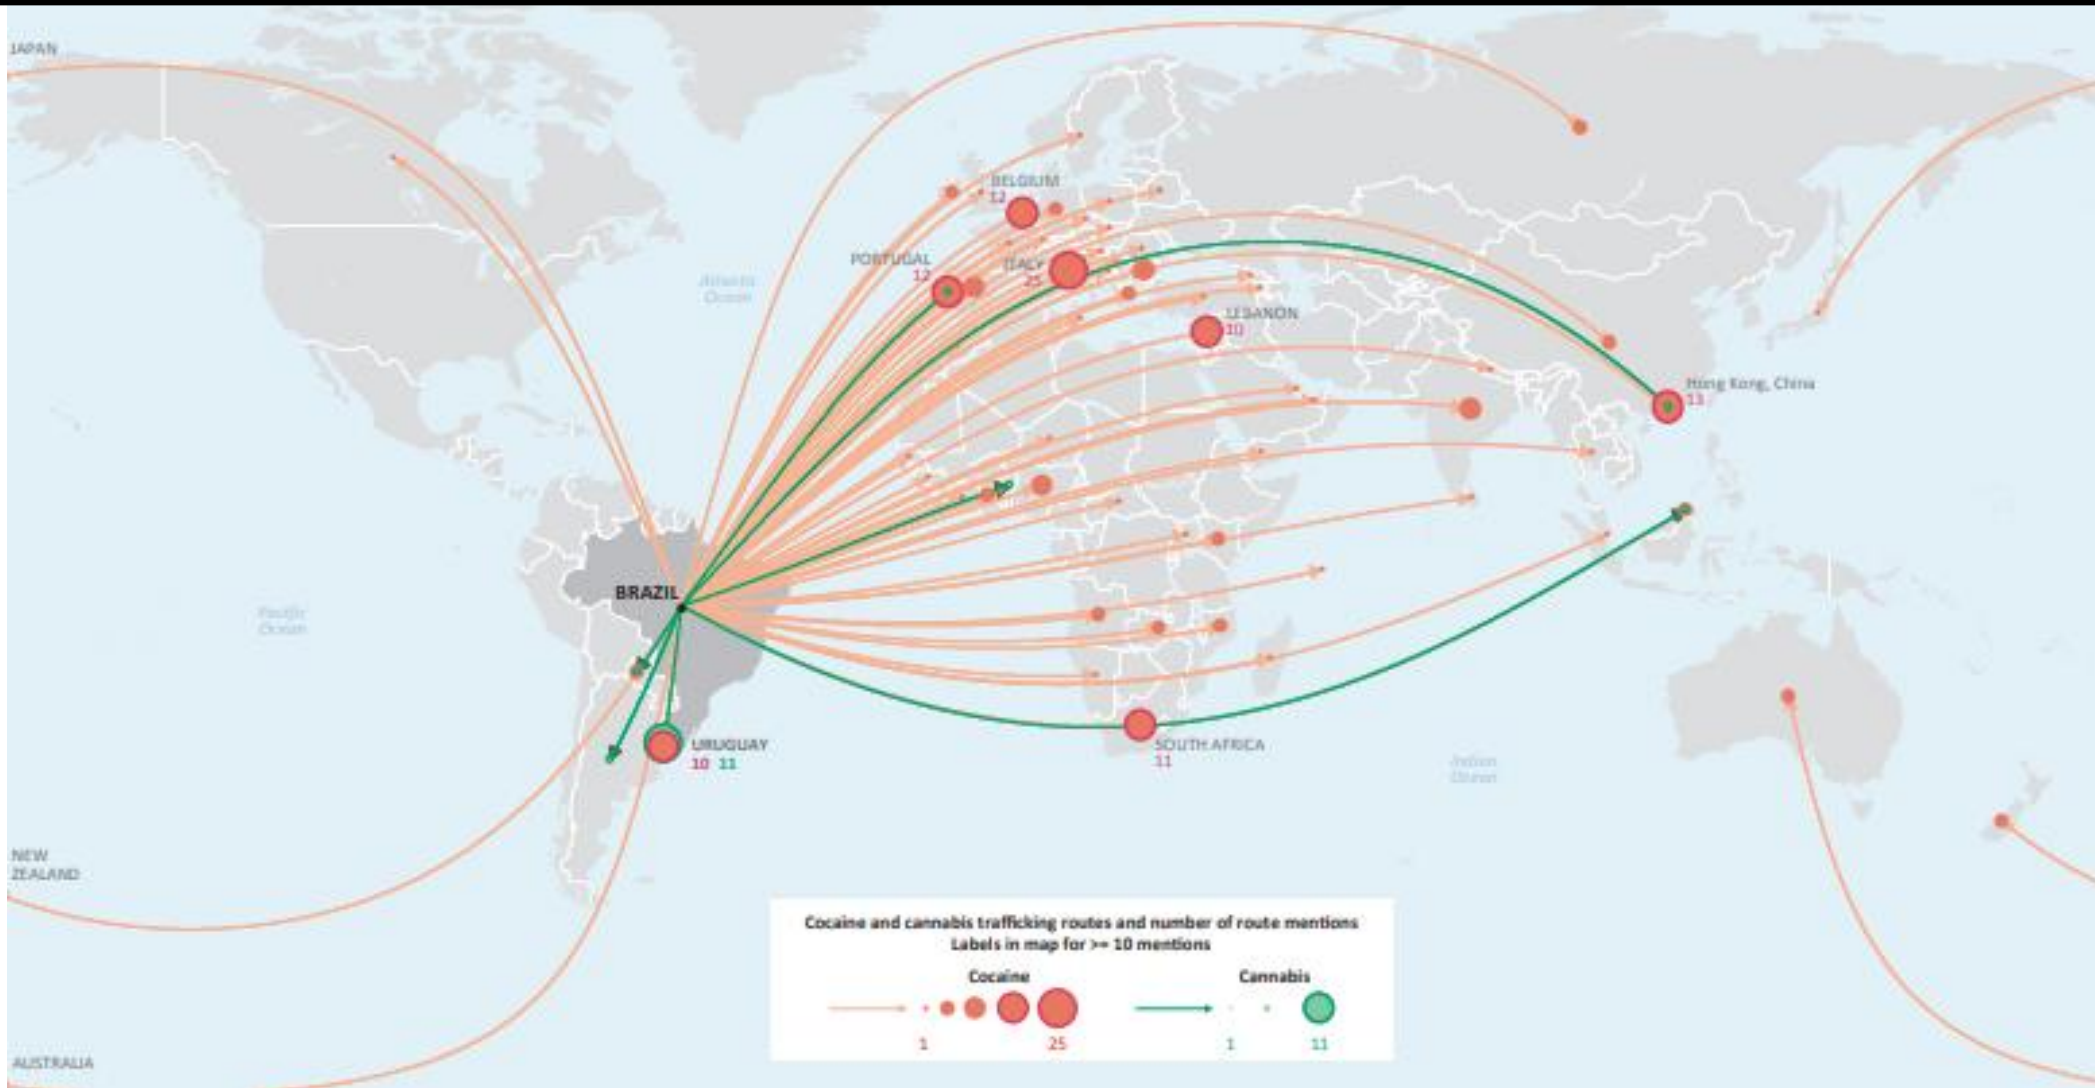 JAPAN
BELGIUM
12
PORTUGAL
12
ITALY
25
Atlantic
Ocean
LEBANON
10
Hong Kong, China
13
BRAZIL
Pacific
Ocean
URUGUAY
10 11
SOUTH AFRICA
11
Indian
Ocean
NEW
ZEALAND
AUSTRALIA
Cocaine and cannabis trafficking routes and number of route mentions
Labels in map for >= 10 mentions
Cocaine
Cannabis
1
25
1
11